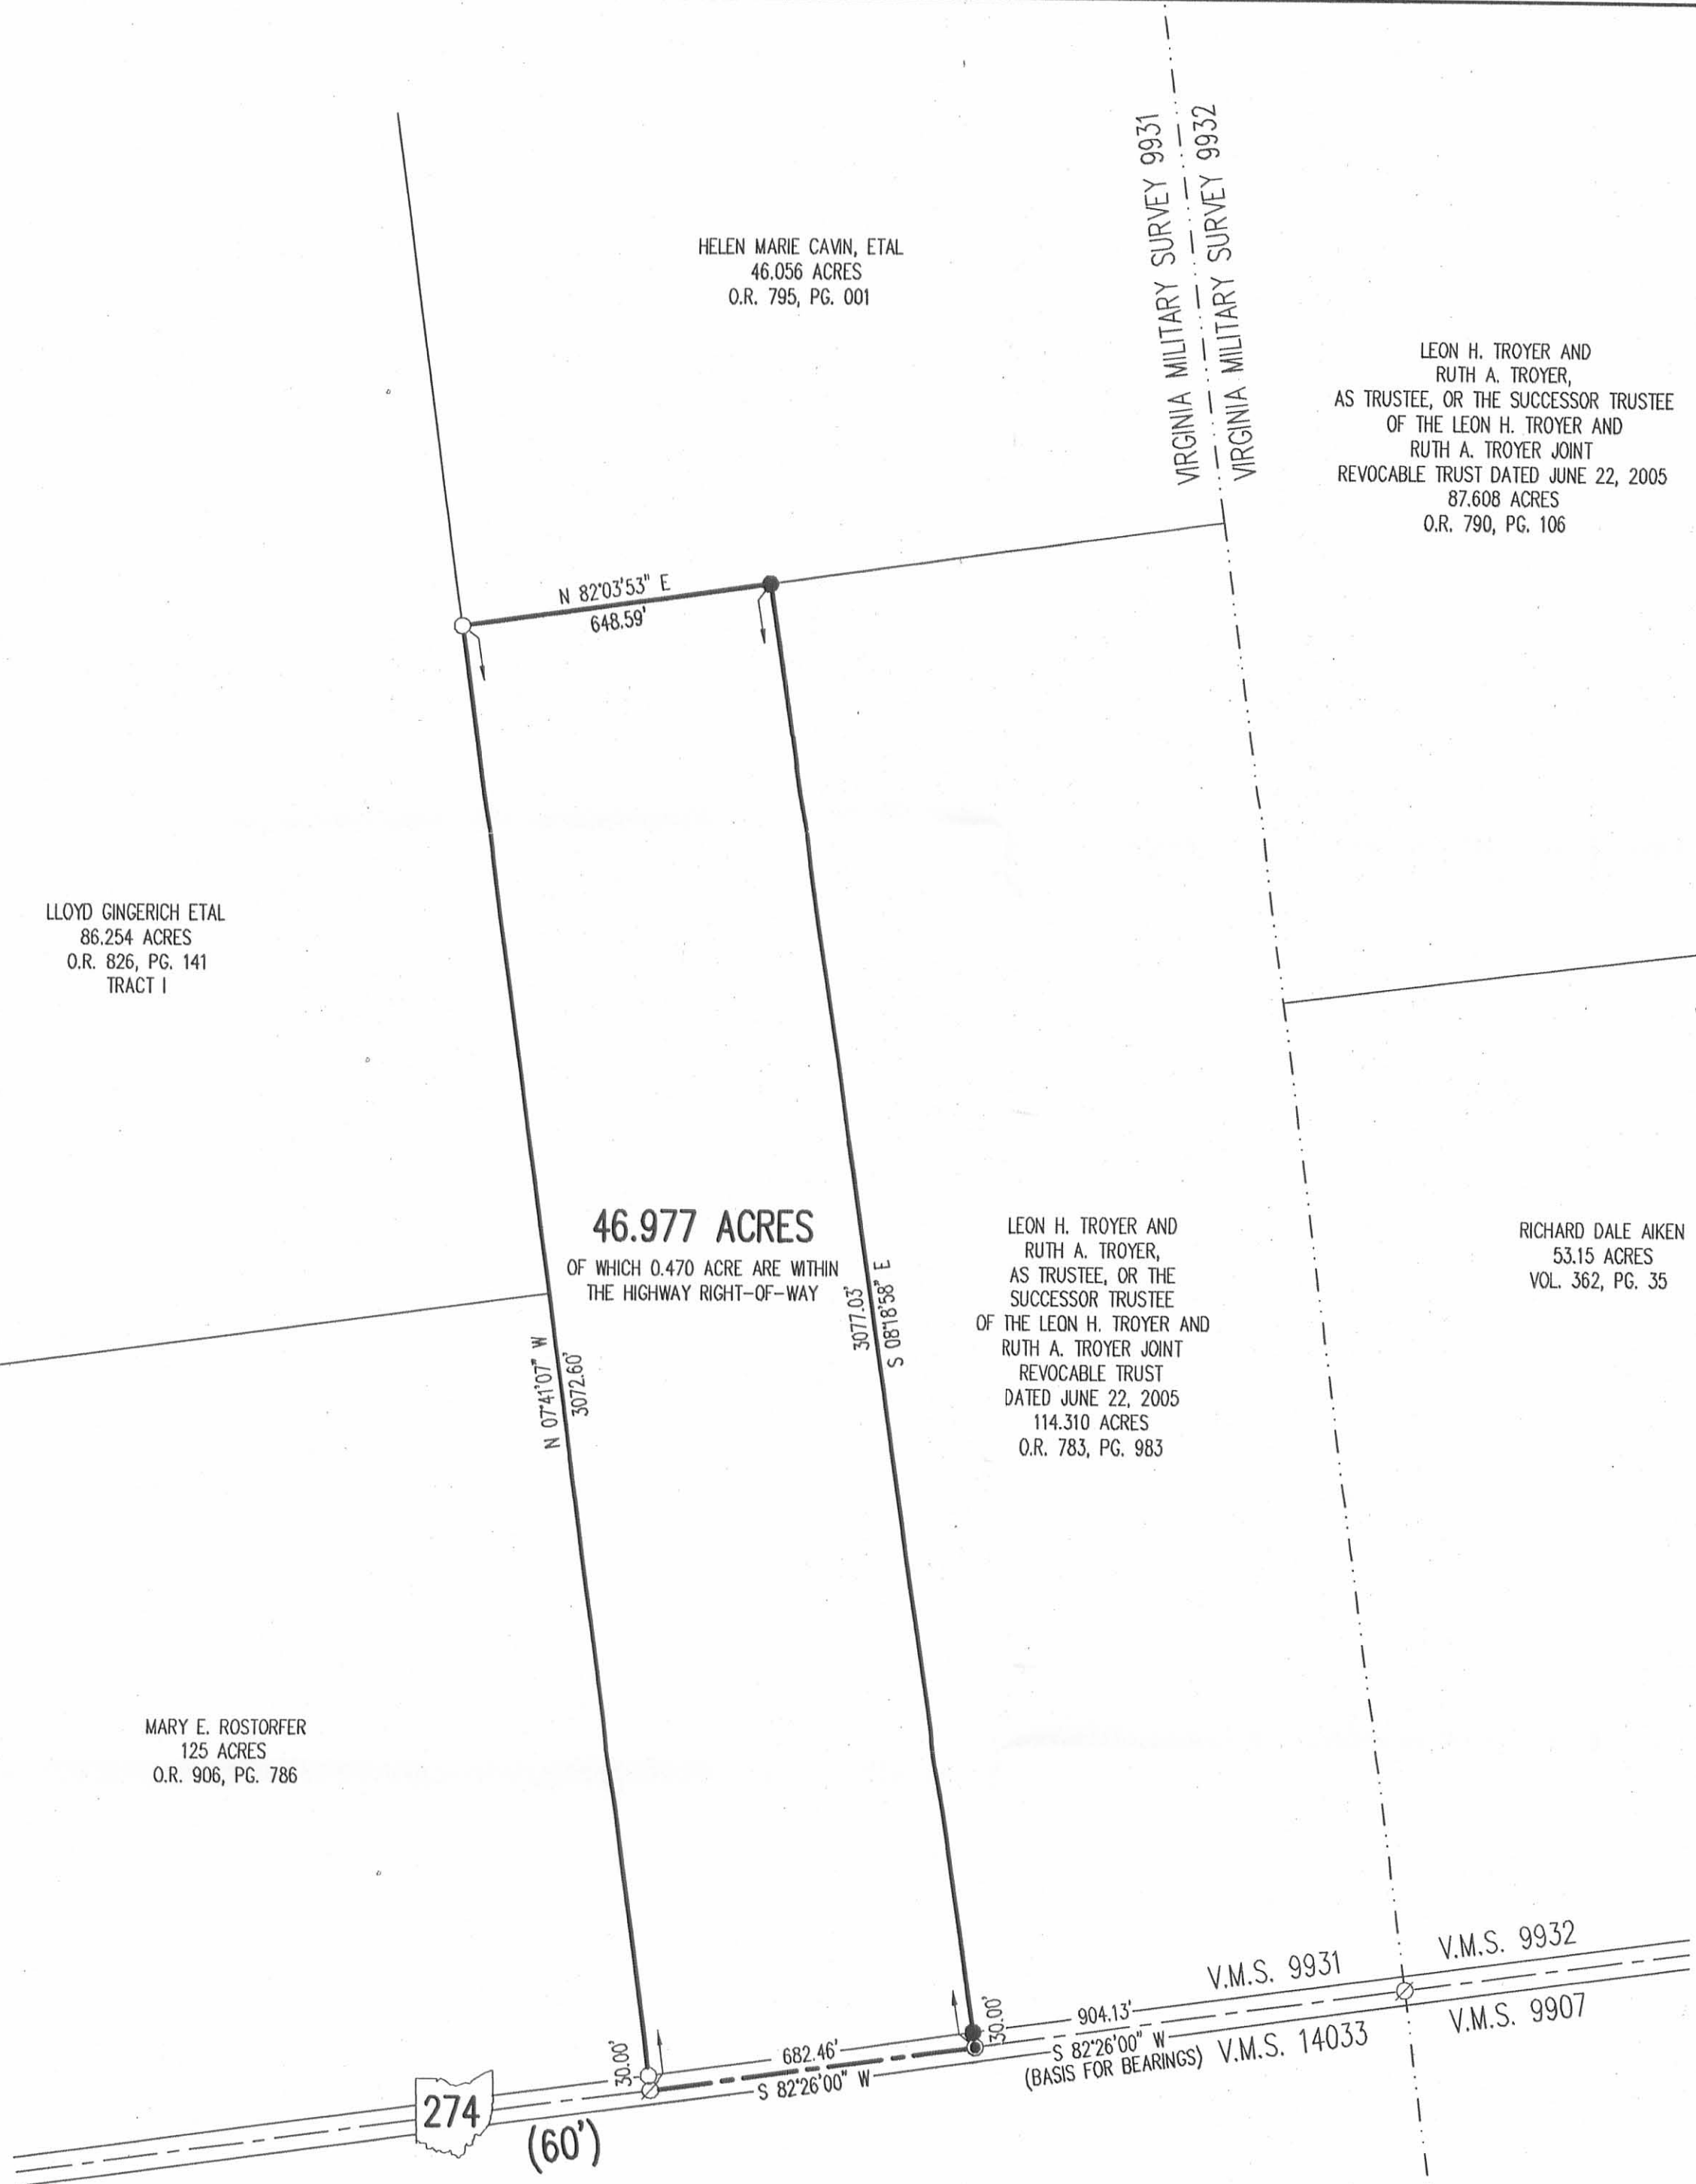 VIRGINIA MILITARY SURVEY 9931
VIRGINIA MILITARY SURVEY 9932
HELEN MARIE CAVIN, ETAL
46.056 ACRES
O.R. 795, PG. 001
LEON H. TROYER AND
RUTH A. TROYER,
AS TRUSTEE, OR THE SUCCESSOR TRUSTEE
OF THE LEON H. TROYER AND
RUTH A. TROYER JOINT
REVOCABLE TRUST DATED JUNE 22, 2005
87.608 ACRES
O.R. 790, PG. 106
N 82°03'53" E
648.59'
LLOYD GINGERICH ETAL
86.254 ACRES
O.R. 826, PG. 141
TRACT I
46.977 ACRES
OF WHICH 0.470 ACRE ARE WITHIN
THE HIGHWAY RIGHT-OF-WAY
N 07°41'07" W
3072.60'
3077.03'
S 08°18'58" E
LEON H. TROYER AND
RUTH A. TROYER,
AS TRUSTEE, OR THE
SUCCESSOR TRUSTEE
OF THE LEON H. TROYER AND
RUTH A. TROYER JOINT
REVOCABLE TRUST
DATED JUNE 22, 2005
114.310 ACRES
O.R. 783, PG. 983
RICHARD DALE AIKEN
53.15 ACRES
VOL. 362, PG. 35
MARY E. ROSTORFER
125 ACRES
O.R. 906, PG. 786
V.M.S. 9931
V.M.S. 9932
30.00'
682.46'
S 82°26'00" W
30.00'
904.13'
S 82°26'00" W
(BASIS FOR BEARINGS)
V.M.S. 14033
V.M.S. 9907
274
(60')